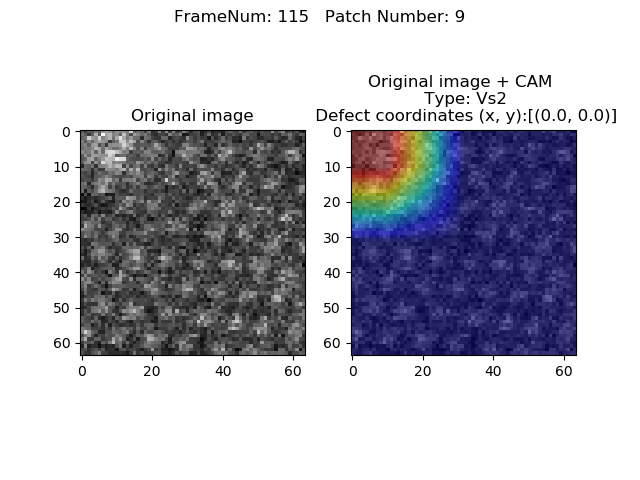 FrameNum: 115   Patch Number: 9
Original image
0
10
20
30
40
50
60
0 20 40 60
Original image + CAM
Type: Vs2
Defect coordinates (x, y):[(0.0, 0.0)]
0
10
20
30
40
50
60
0 20 40 60